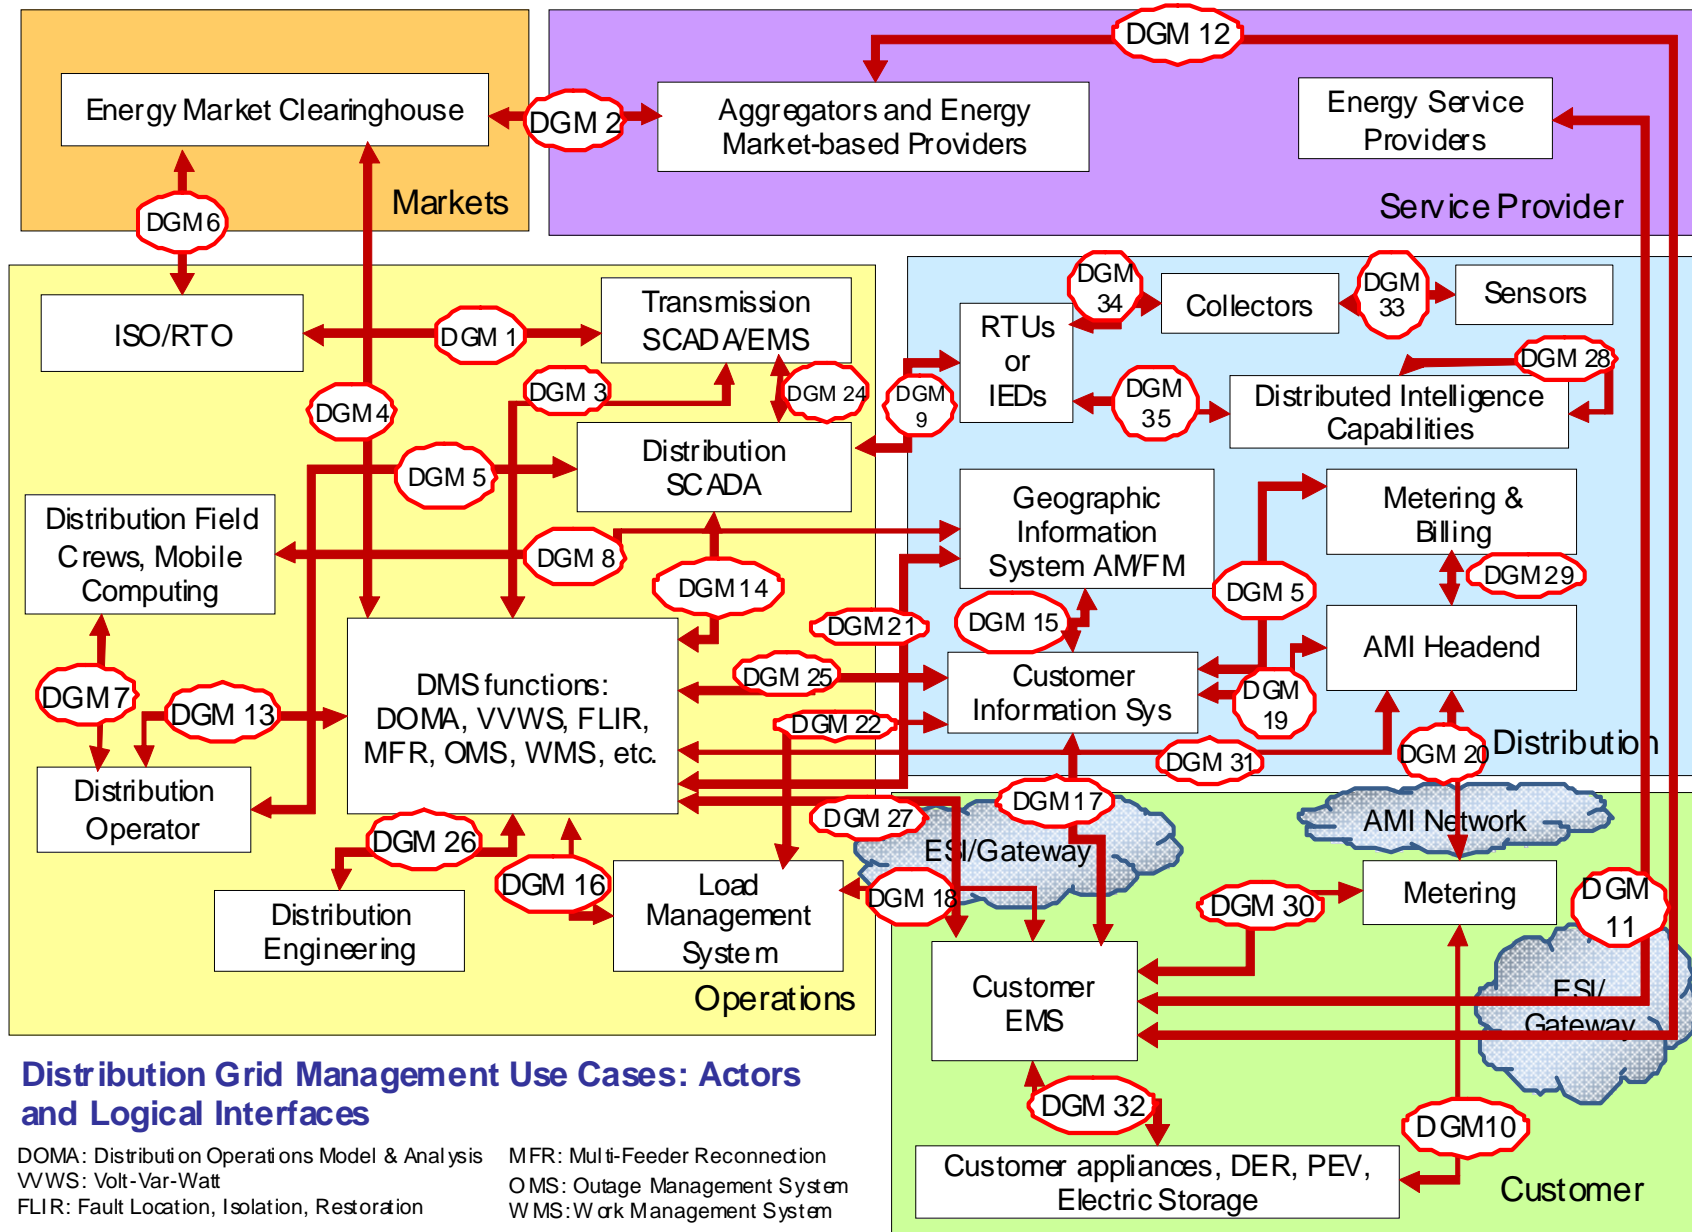 DGM 12
Energy Market Clearinghouse
DGM 2
Aggregators and Energy
Market-based Providers
Energy Service
Providers
Markets
Service Provider
DGM 6
ISO/RTO
DGM 1
Transmission
SCADA/EMS
DGM 3
DGM 24
DGM 4
DGM 5
Distribution
SCADA
DGM
9
RTUs
or
IEDs
DGM
34
Collectors
DGM
33
Sensors
DGM 28
DGM
35
Distributed Intelligence
Capabilities
Distribution Field
Crews, Mobile
Computing
DGM 8
DGM 14
Geographic
Information
System AM/FM
DGM 5
Metering &
Billing
DGM 29
DGM 15
DGM 21
AMI Headend
DGM 7
DGM 13
DMS functions:
DOMA, VVWS, FLIR,
MFR, OMS, WMS, etc.
DGM 25
DGM 22
Customer
Information Sys
DGM
19
DGM 31
DGM 20
Distribution
Distribution
Operator
DGM 26
DGM 16
DGM 27
DGM 17
ESI/Gateway
AMI Network
Distribution
Engineering
Load
Management
System
DGM 18
DGM 30
Metering
DGM
11
Operations
Customer
EMS
ESI/
Gateway
DGM 32
DGM10
Customer appliances, DER, PEV,
Electric Storage
Customer
Distribution Grid Management Use Cases: Actors
and Logical Interfaces
DOMA: Distribution Operations Model & Analysis
VVWS: Volt-Var-Watt
FLIR: Fault Location, Isolation, Restoration
MFR: Multi-Feeder Reconnection
OMS: Outage Management System
WMS: Work Management System